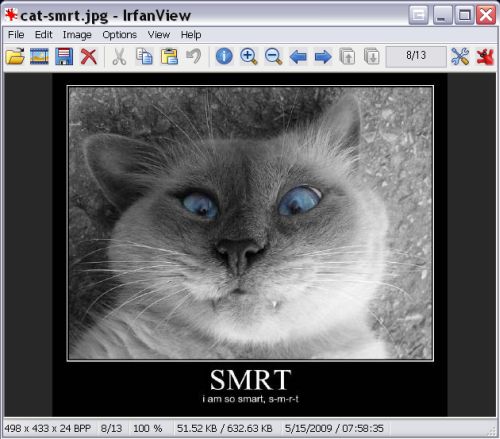 cat-smrt.jpg - IrfanView
File Edit Image Options View Help
8/13
SMRT
i am so smart, s-m-r-t
498 x 433 x 24 BPP 8/13 100 % 51.52 KB / 632.63 KB 5/15/2009 / 07:58:35